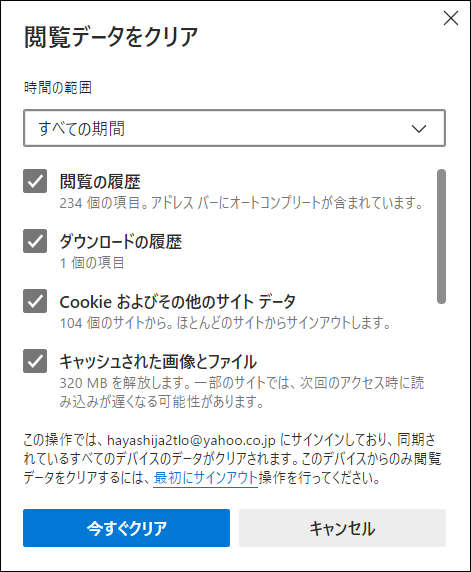 閲覧データをクリア
時間の範囲
すべての期間
閲覧の履歴
234 個の項目。アドレス バーにオートコンプリートが含まれています。
ダウンロードの履歴
1 個の項目
Cookie およびその他のサイト データ
104 個のサイトから。ほとんどのサイトからサインアウトします。
キャッシュされた画像とファイル
320 MB を解放します。一部のサイトでは、次回のアクセス時に読
み込みが遅くなる可能性があります。
この操作では、hayashija2tlo@yahoo.co.jp にサインインしており、同期さ
れているすべてのデバイスのデータがクリアされます。このデバイスからのみ閲覧
データをクリアするには、最初にサインアウト操作を行ってください。
今すぐクリア
キャンセル